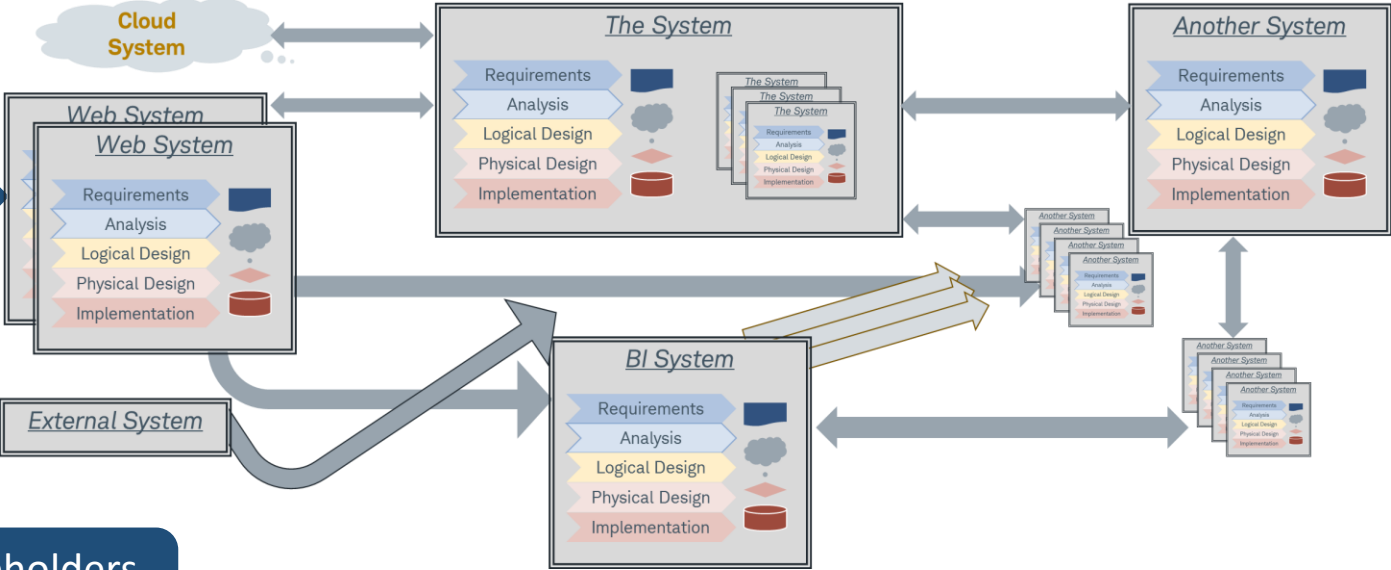 Cloud
System
The System
Requirements
Analysis
Logical Design
Physical Design
Implementation
The System
The System
The System
Requirements
Analysis
Logical Design
Physical Design
Implementation
Another System
Requirements
Analysis
Logical Design
Physical Design
Implementation
Web System
Web System
Requirements
Analysis
Logical Design
Physical Design
Implementation
Another System
Another System
Another System
Another System
Requirements
Analysis
Logical Design
Physical Design
Implementation
External System
BI System
Requirements
Analysis
Logical Design
Physical Design
Implementation
Another System
Another System
Another System
Another System
Requirements
Analysis
Logical Design
Physical Design
Implementation
eholders